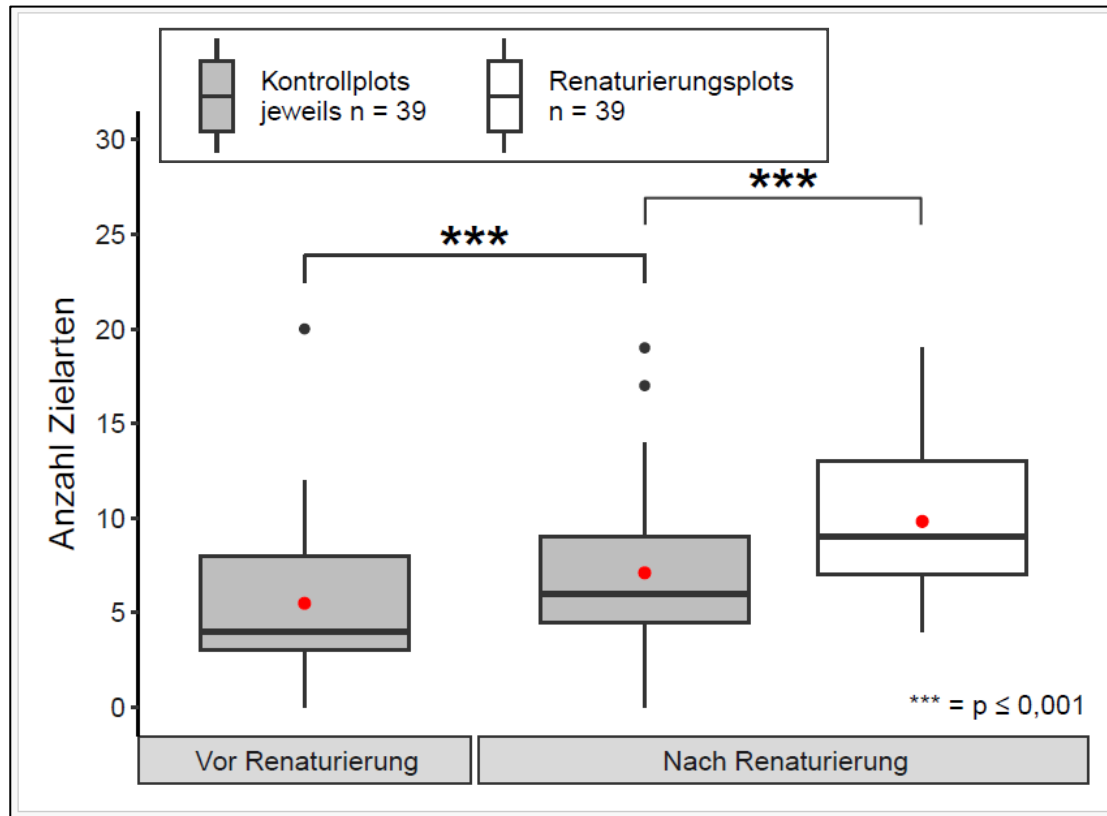 Kontrollplots
jeweils n = 39
Renaturierungsplots
n = 39
Anzahl Zielarten
30
25
20
15
10
5
0
***
***
*** = p ≤ 0,001
Vor Renaturierung
Nach Renaturierung